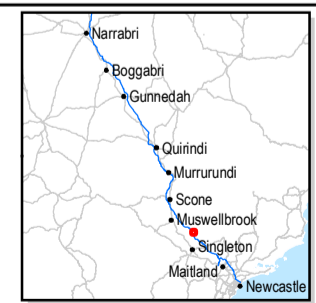 Narrabri
Boggabri
Gunnedah
Quirindi
Murrurundi
Scone
Muswellbrook
Singleton
Maitland
Newcastle